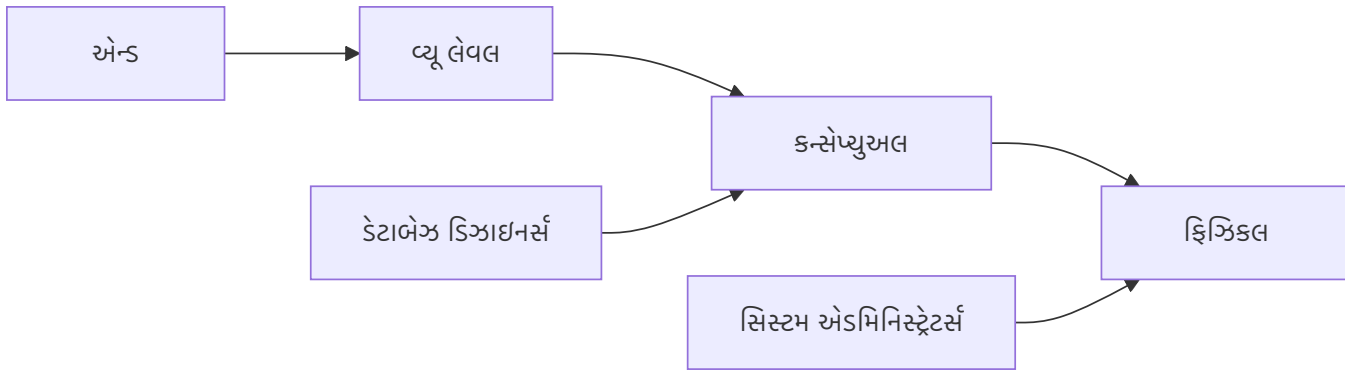 એન્ડ
વ્યૂ લેવલ
કન્સેપ્ચુઅલ
ડેટાબેઝ ડિઝાઇનર્સ
ફિઝિકલ
સિસ્ટમ એડમિનિસ્ટ્રેટર્સ